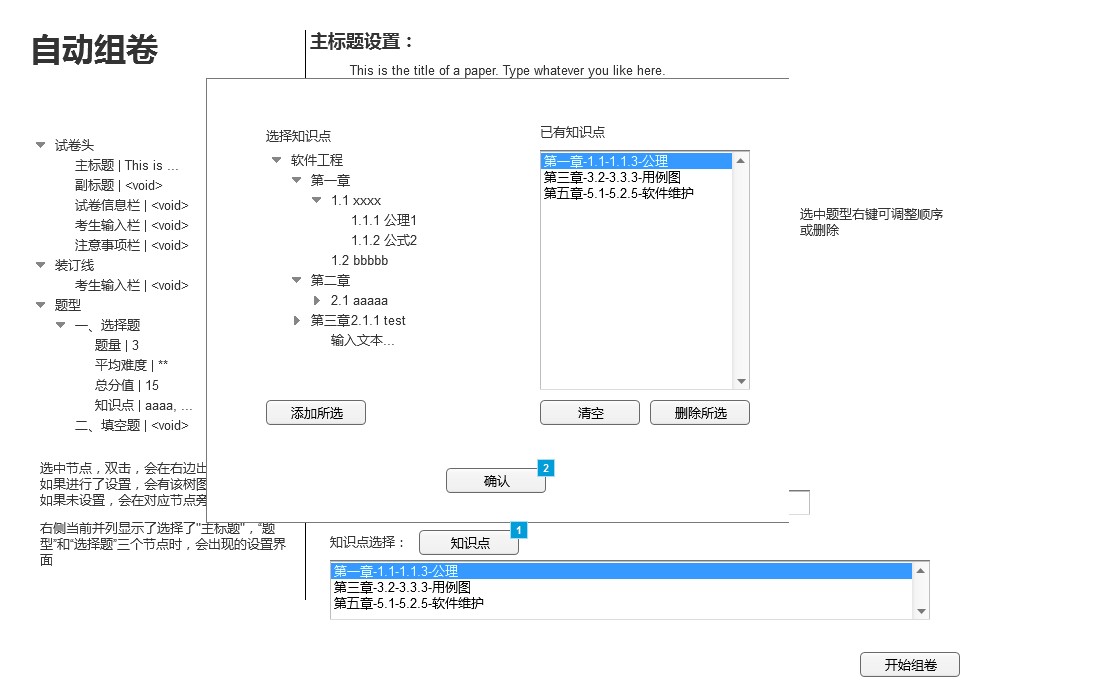 自动组卷
主标题设置：
This is the title of a paper. Type whatever you like here.
试卷头
主标题 | This is ...
副标题 | <void>
试卷信息栏 | <void>
考生输入栏 | <void>
注意事项栏 | <void>
装订线
考生输入栏 | <void>
题型
一、选择题
题量 | 3
平均难度 | **
总分值 | 15
知识点 | aaaa, ...
二、填空题 | <void>
选中节点，双击，会在右边出
如果进行了设置，会有该树图
如果未设置，会在对应节点旁
右侧当前并列显示了选择了"主标题"，“题
型”和“选择题”三个节点时，会出现的设置界
面
选择知识点
软件工程
第一章
1.1 xxxx
1.1.1 公理1
1.1.2 公式2
1.2 bbbbb
第二章
2.1 aaaaa
第三章2.1.1 test
输入文本...
添加所选
已有知识点
第一章-1.1-1.1.3-公理
第三章-3.2-3.3.3-用例图
第五章-5.1-5.2.5-软件维护
清空
删除所选
确认
2
选中题型右键可调整顺序
或删除
知识点选择：
知识点
1
第一章-1.1-1.1.3-公理
第三章-3.2-3.3.3-用例图
第五章-5.1-5.2.5-软件维护
开始组卷